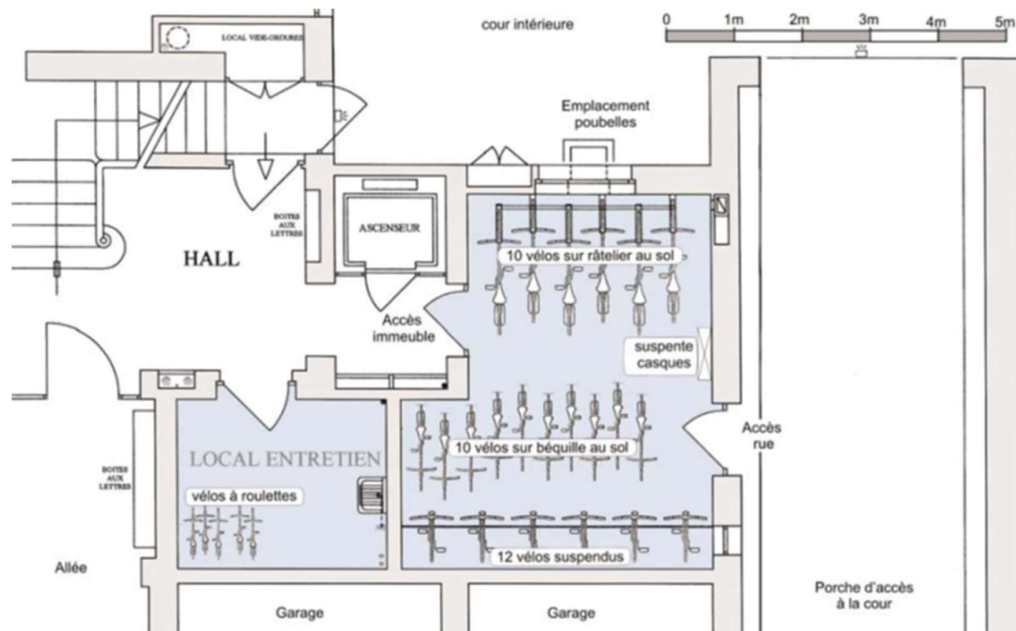 LOCAL VIDE-ORDURES
cour intérieure
0 1m 2m 3m 4m 5m
Emplacement
poubelles
BOITES
AUX
LETTRES
ASCENSEUR
HALL
10 vélos sur râtelier au sol
Accès
immeuble
suspente
casques
Accès
rue
10 vélos sur béquille au sol
LOCAL ENTRETIEN
BOITES
AUX
LETTRES
vélos à roulettes
12 vélos suspendus
Allée
Garage
Garage
Porche d'accès
à la cour